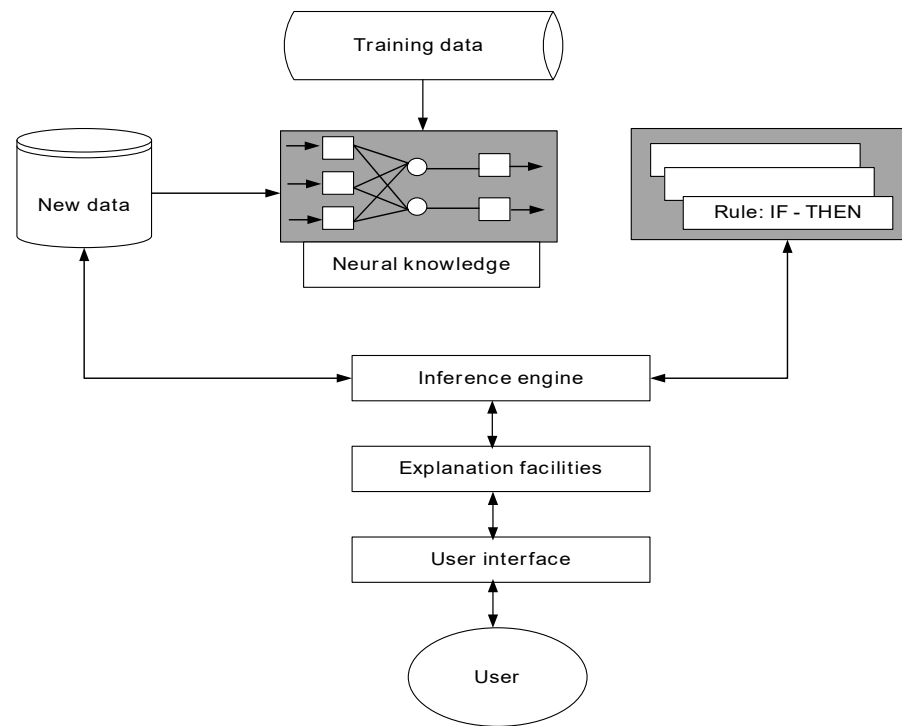 Training data
New data
Rule: IF - THEN
Neural knowledge
Inference engine
Explanation facilities
User interface
User